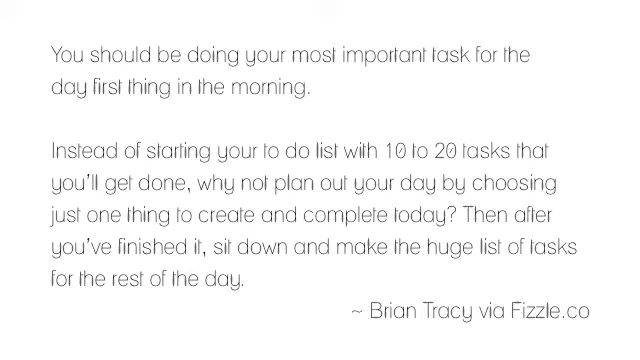 You should be doing your most important task for the
day first thing in the morning.
Instead of starting your to do list with 10 to 20 tasks that
you'll get done, why not plan out your day by choosing
just one thing to create and complete today? Then after
you've finished it, sit down and make the huge list of tasks
for the rest of the day.
~ Brian Tracy via Fizzle.co